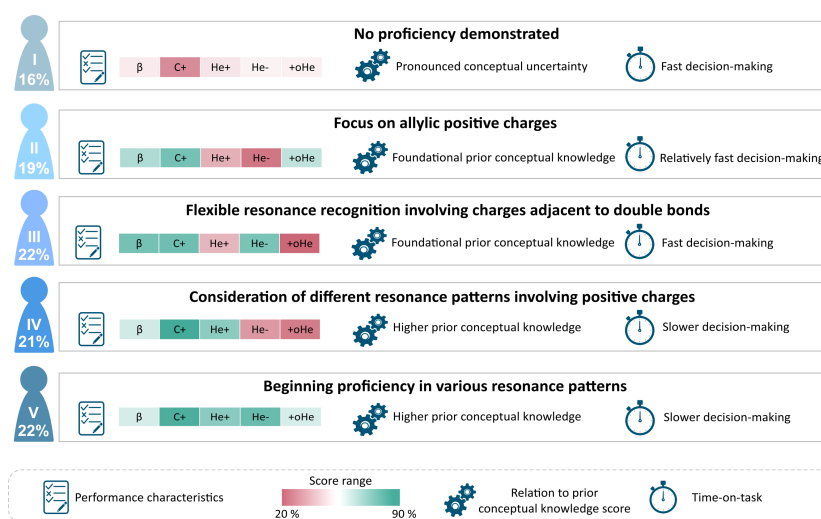 No proficiency demonstrated
I
16%
β C+ He+ He- +oHe
Pronounced conceptual uncertainty
Fast decision-making
Focus on allylic positive charges
II
19%
β C+ He+ He- +oHe
Foundational prior conceptual knowledge
Relatively fast decision-making
Flexible resonance recognition involving charges adjacent to double bonds
III
22%
β C+ He+ He- +oHe
Foundational prior conceptual knowledge
Fast decision-making
Consideration of different resonance patterns involving positive charges
IV
21%
β C+ He+ He- +oHe
Higher prior conceptual knowledge
Slower decision-making
Beginning proficiency in various resonance patterns
V
22%
β C+ He+ He- +oHe
Higher prior conceptual knowledge
Slower decision-making
Performance characteristics
Score range
20 % 90 %
Relation to prior
conceptual knowledge score
Time-on-task